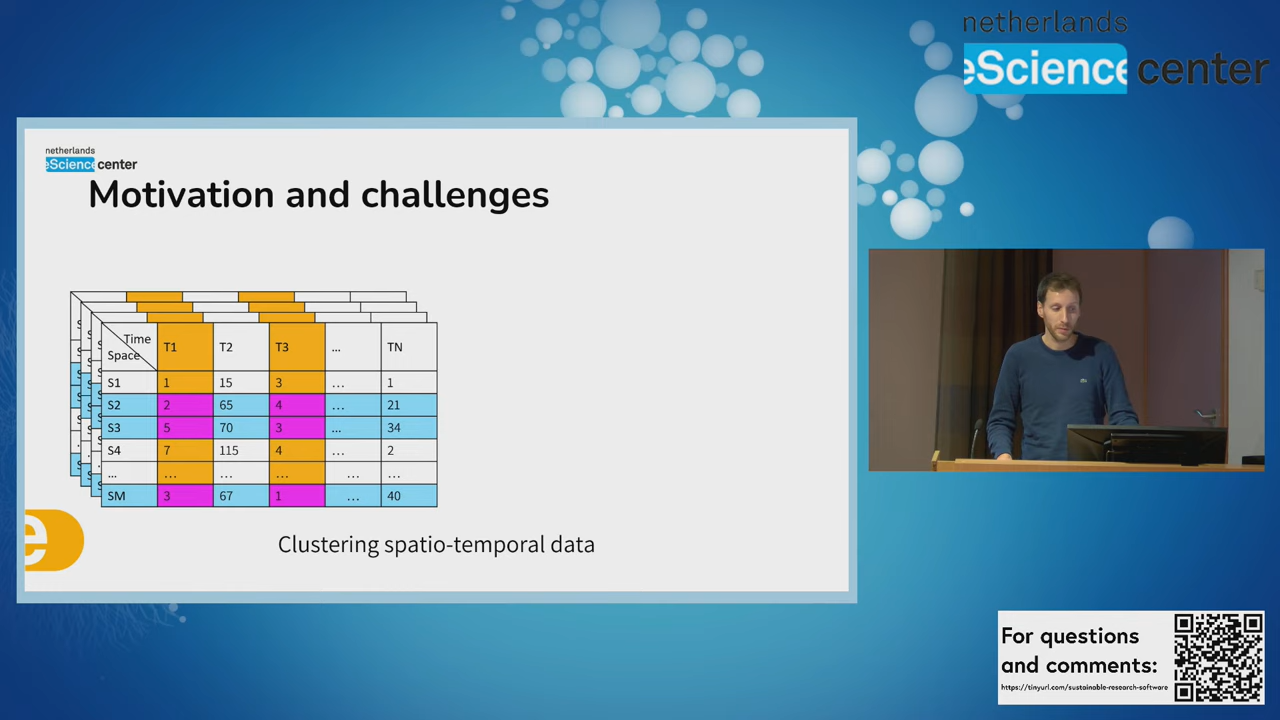 netherlands
eScience center
netherlands
eScience center
Motivation and challenges
Time
Space
T1 T2 T3 ... TN
S1 1 15 3 ... 1
S2 2 65 4 ... 21
S3 5 70 3 ... 34
S4 7 115 4 ... 2
... ... ... ... ... ...
SM 3 67 1 ... 40
e
Clustering spatio-temporal data
For questions
and comments:
https://tinyurl.com/sustainable-research-software